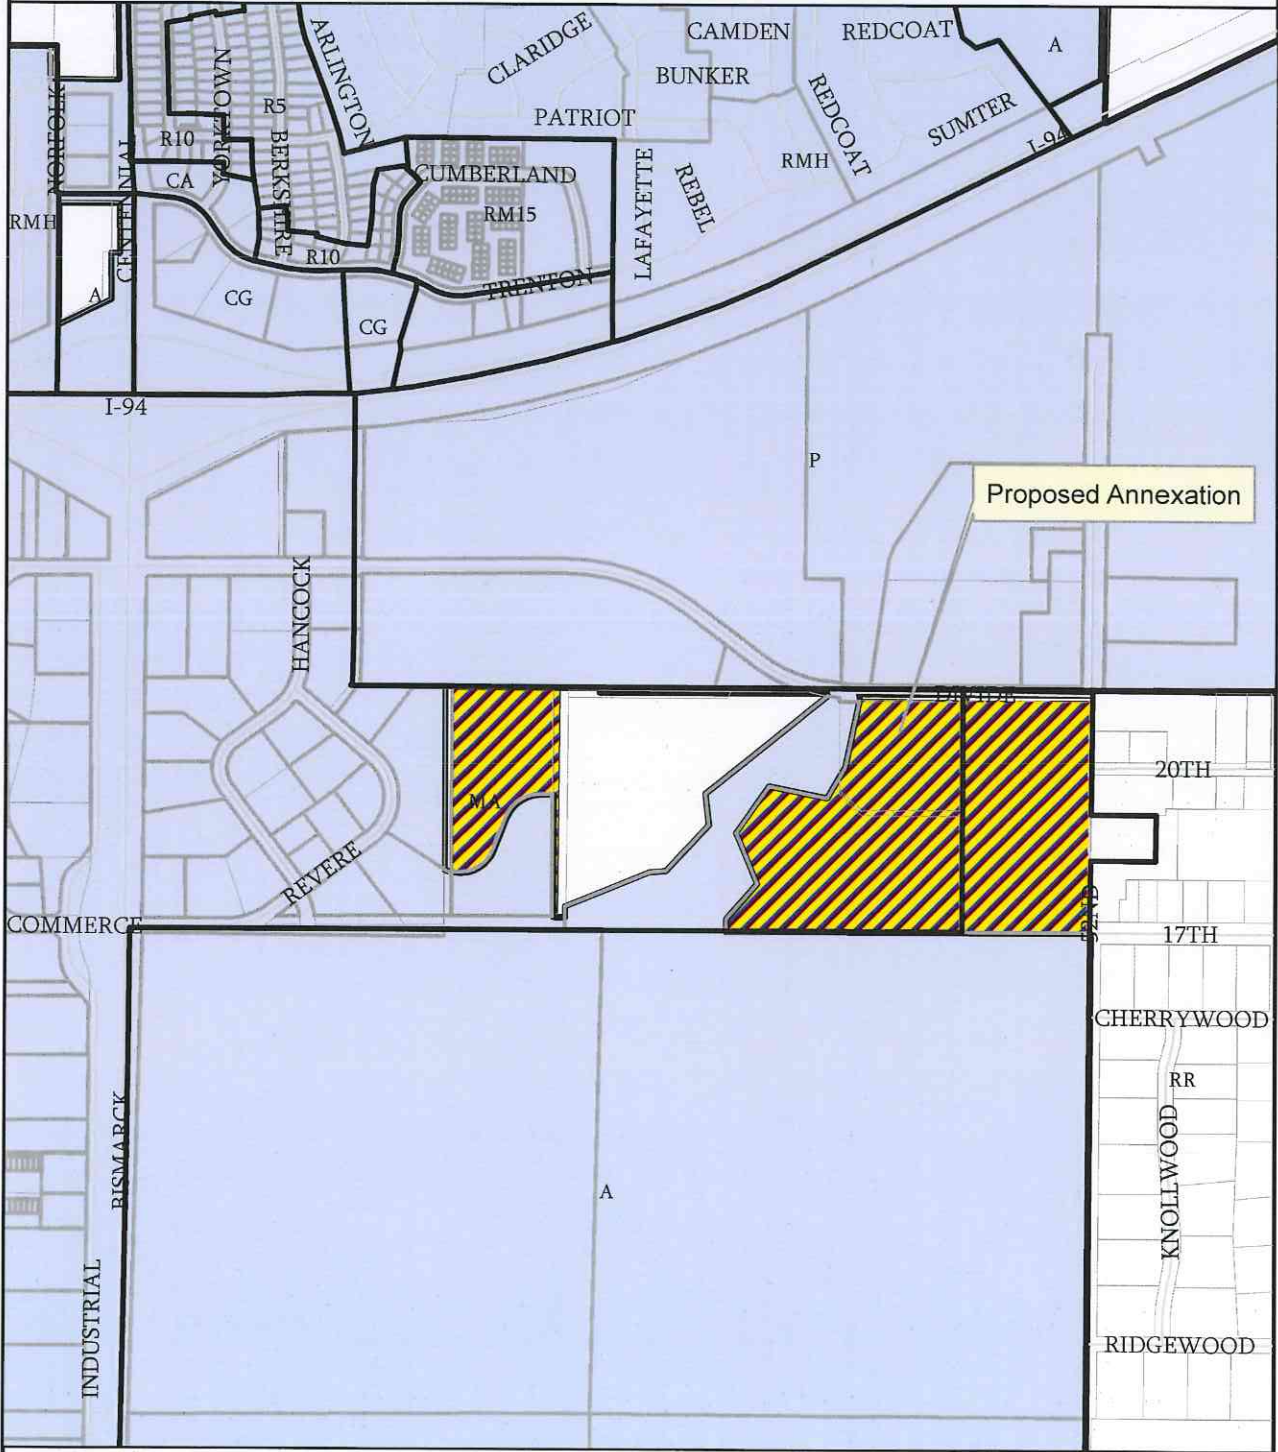 CAMDEN
REDCOAT
A
CLARIDGE
ARLINGTON
BUNKER
YORKTOWN
R5
REDCOAT
NORFOLK
PATRIOT
SUMTER
R10
BERKSHIRE
I-94
CENTENNIAL
CA
CUMBERLAND
LAFAYETTE
REBEL
RMH
RMH
RM15
R10
TRENTON
A
CG
CG
I-94
P
Proposed Annexation
HANCOCK
DIVIDE
20TH
MA
REVERE
COMMERCE
52ND
17TH
CHERRYWOOD
RR
BISMARCK
KNOLLWOOD
A
INDUSTRIAL
RIDGEWOOD